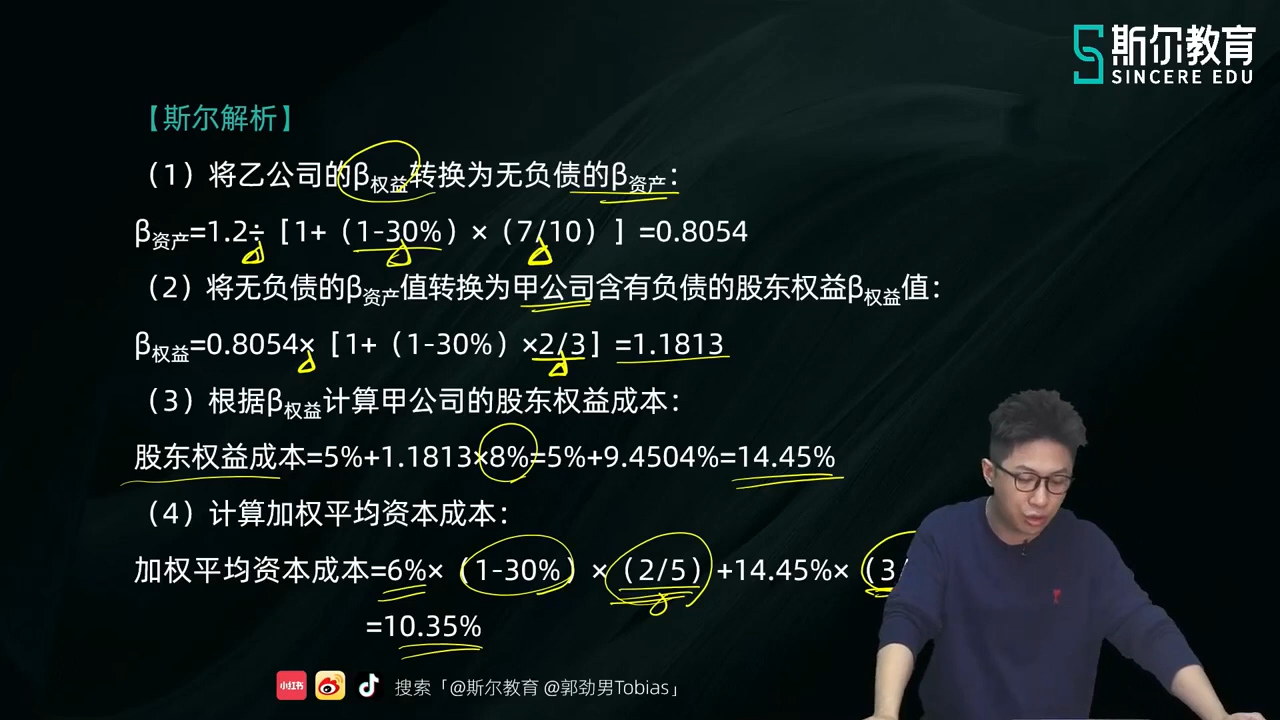 斯尔教育
SINCERE EDU
【斯尔解析】
（1）将乙公司的β权益转换为无负债的β资产：
β资产=1.2÷［1+（1-30%）×（7/10）］=0.8054
（2）将无负债的β资产值转换为甲公司含有负债的股东权益β权益值：
β权益=0.8054×［1+（1-30%）×2/3］=1.1813
（3）根据β权益计算甲公司的股东权益成本：
股东权益成本=5%+1.1813×8%=5%+9.4504%=14.45%
（4）计算加权平均资本成本：
加权平均资本成本=6%×（1-30%）×（2/5）+14.45%×（3/
=10.35%
小红书 搜索「@斯尔教育 @郭劲男Tobias」